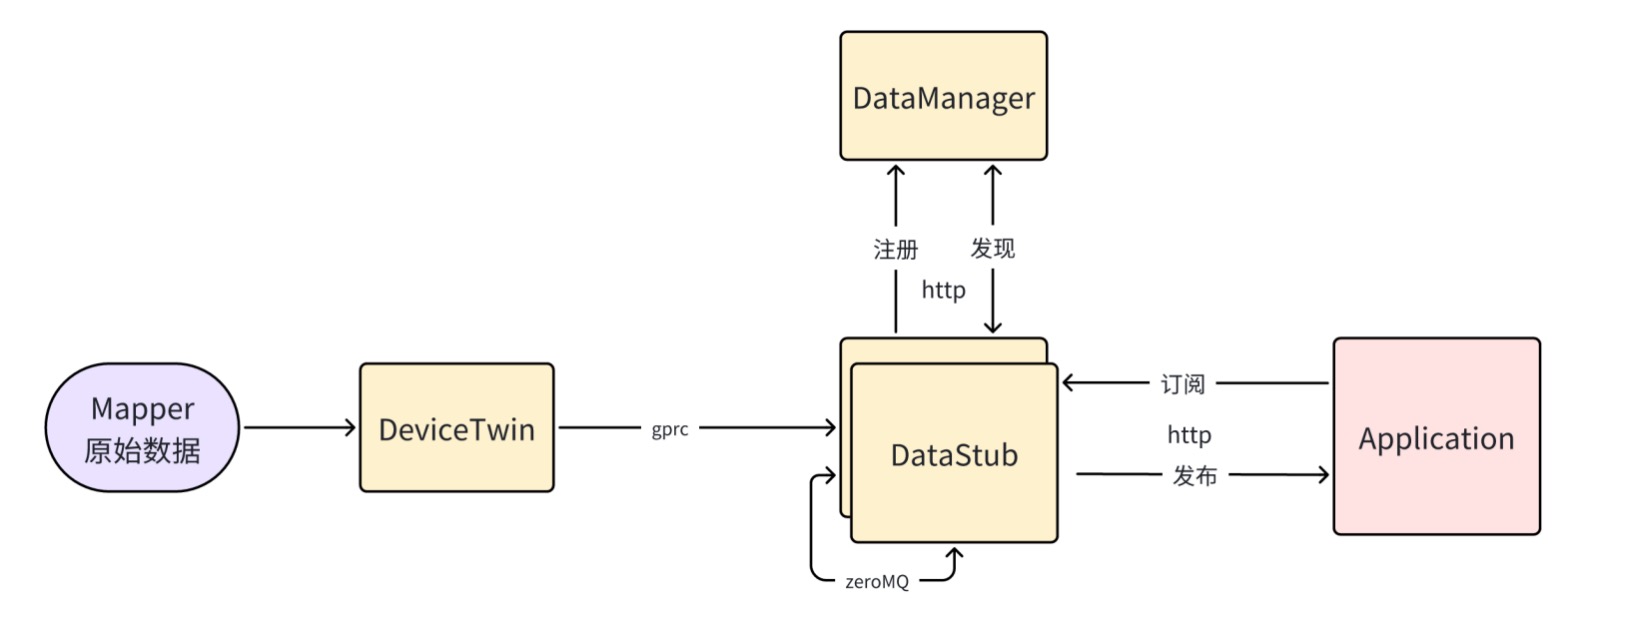 DataManager
注册
发现
http
Mapper
原始数据
DeviceTwin
gprc
DataStub
zeroMQ
订阅
http
发布
Application